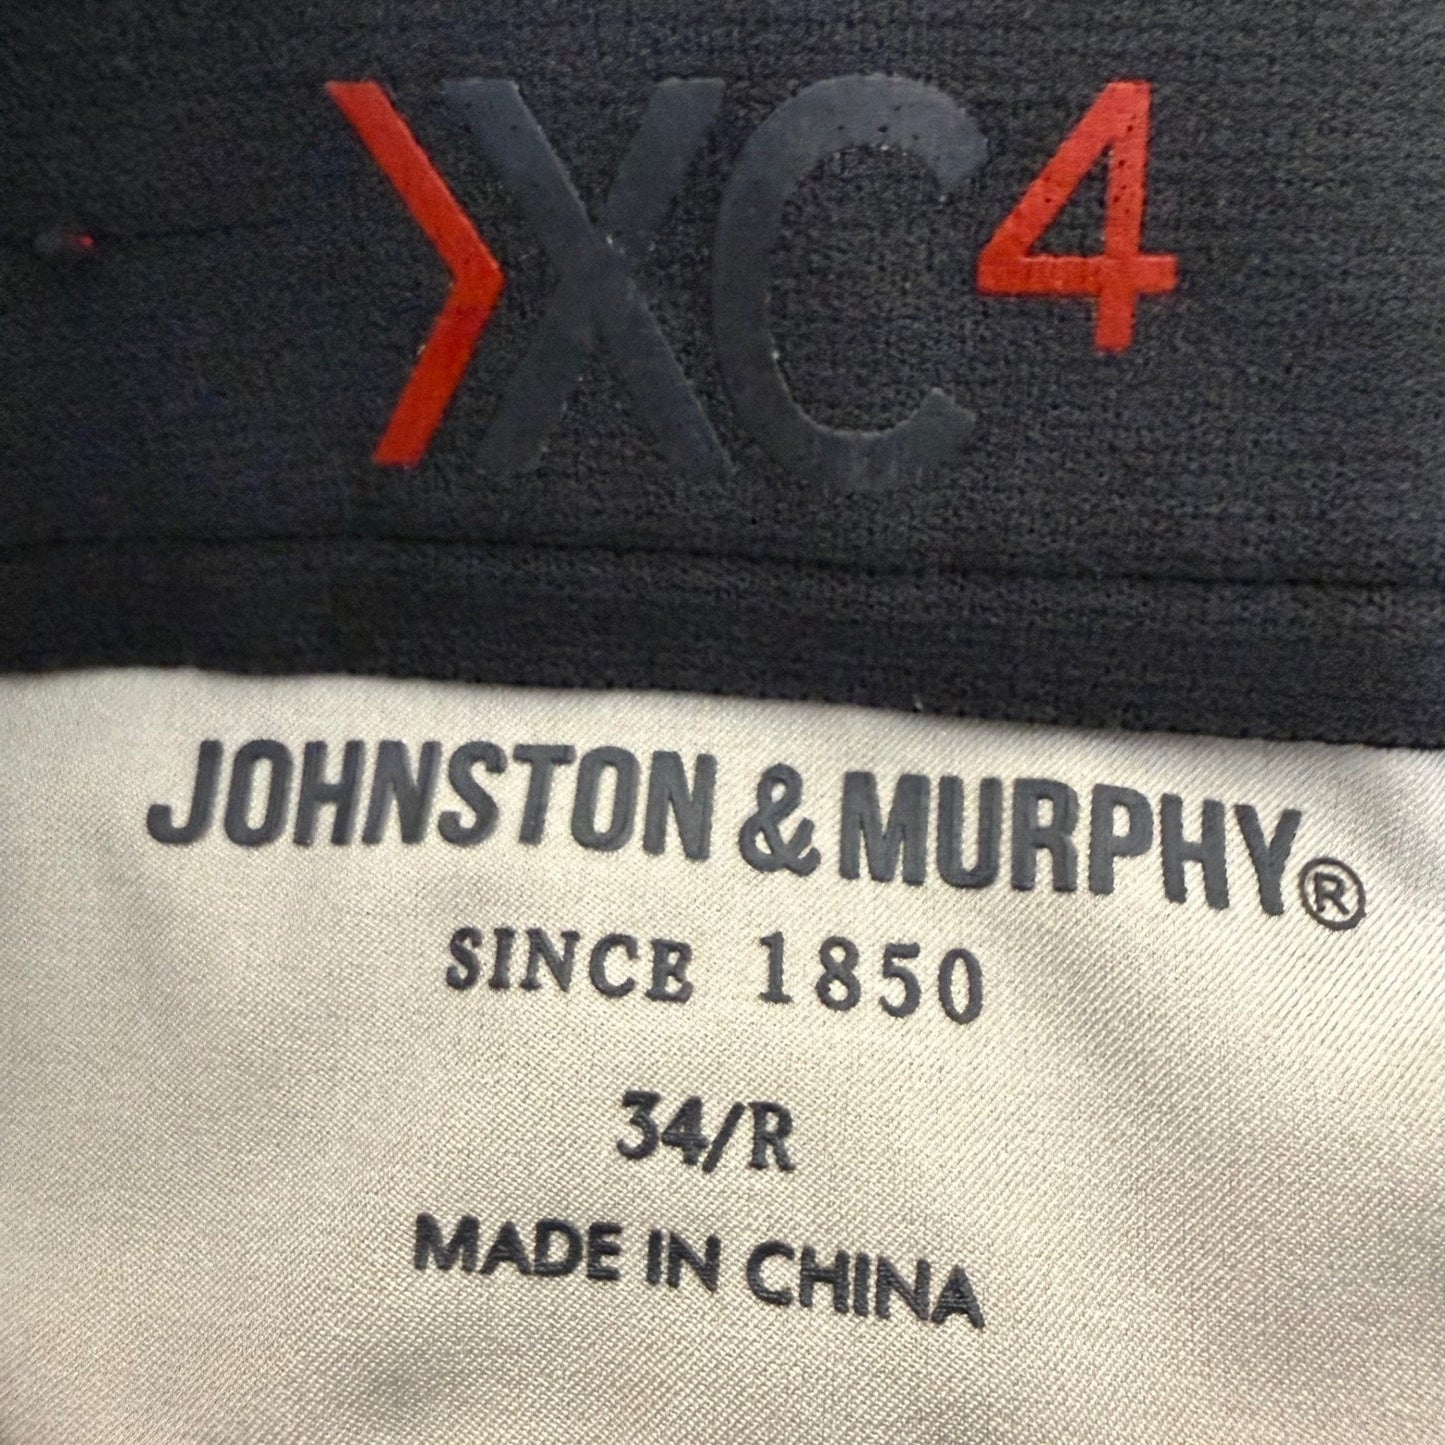 XC4
JOHNSTON & MURPHY®
SINCE 1850
34/R
MADE IN CHINA